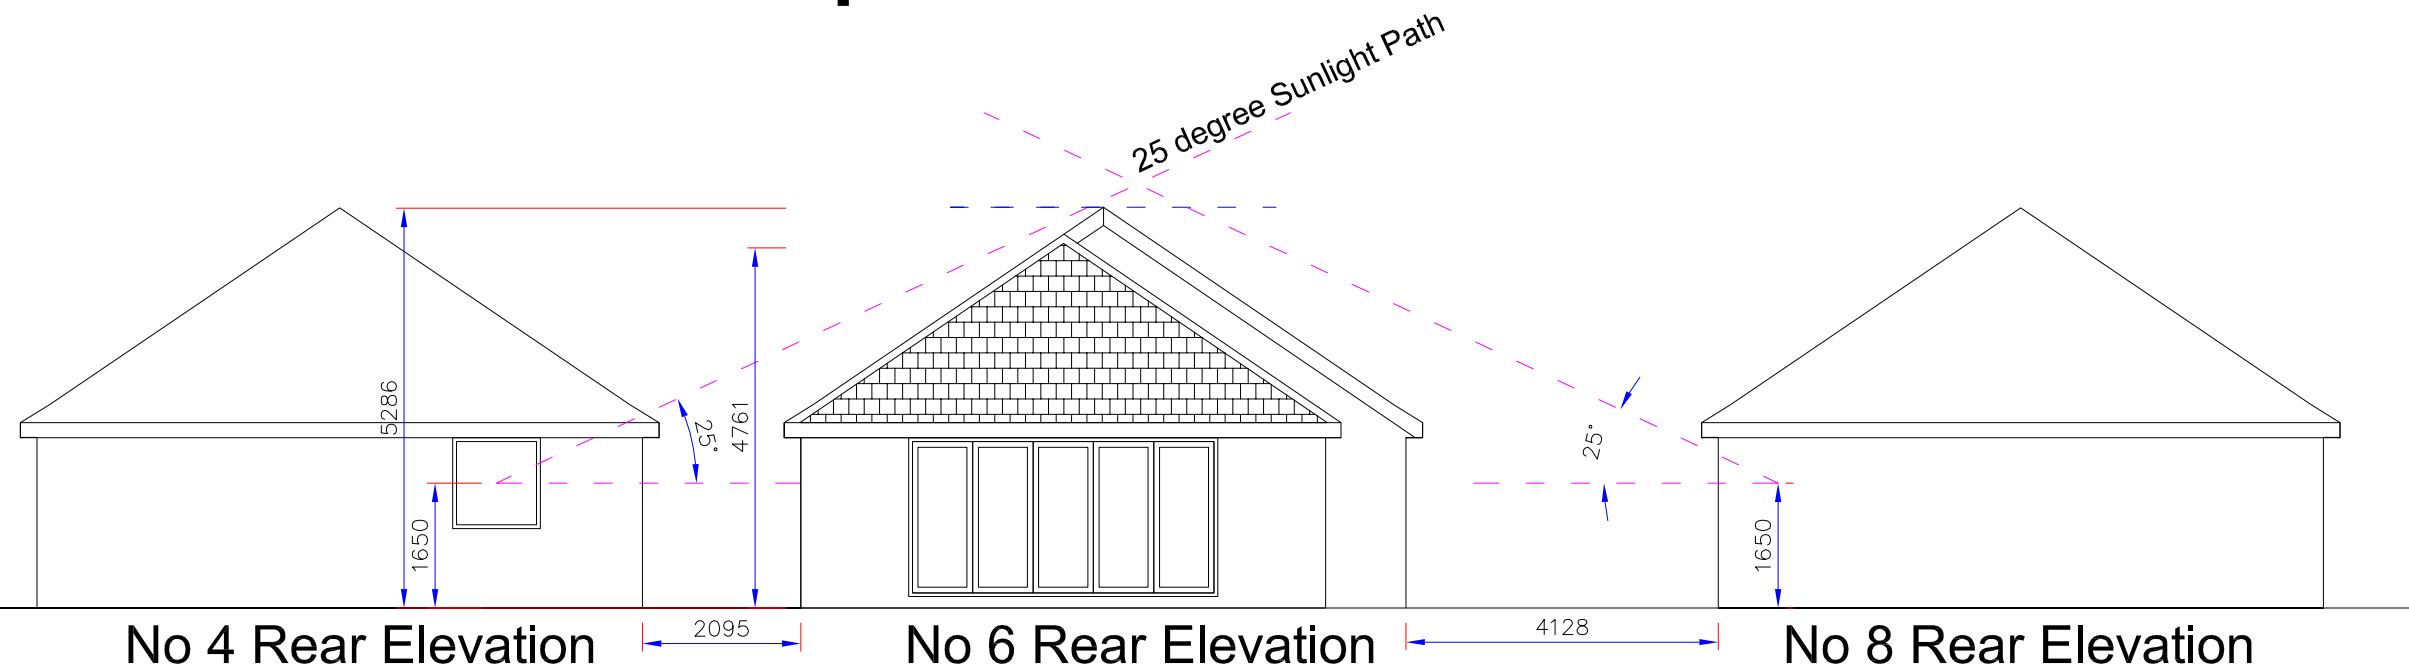 25 degree Sunlight Path
5286
4761
25°
25°
1650
1650
2095
4128
No 4 Rear Elevation
No 6 Rear Elevation
No 8 Rear Elevation